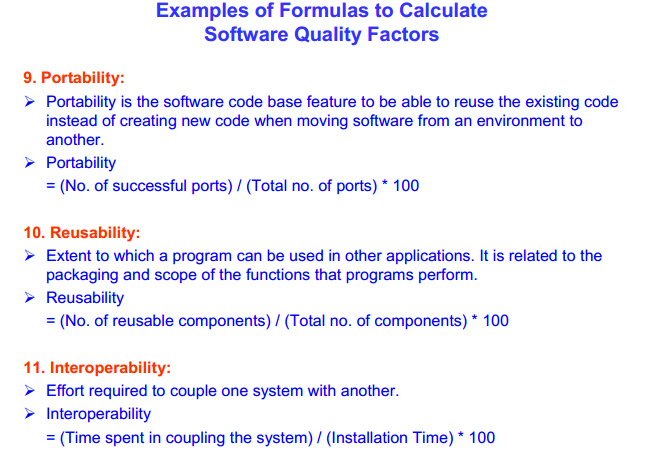 Examples of Formulas to Calculate
Software Quality Factors
9. Portability:
➢ Portability is the software code base feature to be able to reuse the existing code
instead of creating new code when moving software from an environment to
another.
➢ Portability
= (No. of successful ports) / (Total no. of ports) * 100
10. Reusability:
➢ Extent to which a program can be used in other applications. It is related to the
packaging and scope of the functions that programs perform.
➢ Reusability
= (No. of reusable components) / (Total no. of components) * 100
11. Interoperability:
➢ Effort required to couple one system with another.
➢ Interoperability
= (Time spent in coupling the system) / (Installation Time) * 100